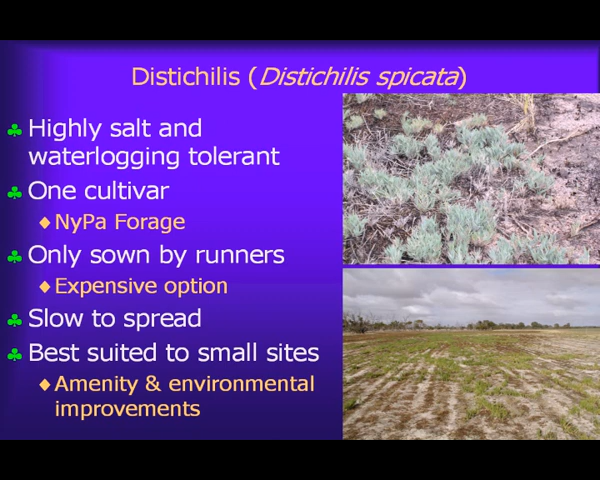 Distichilis (Distichilis spicata)
Highly salt and
waterlogging tolerant
One cultivar
NyPa Forage
Only sown by runners
Expensive option
Slow to spread
Best suited to small sites
Amenity & environmental
improvements